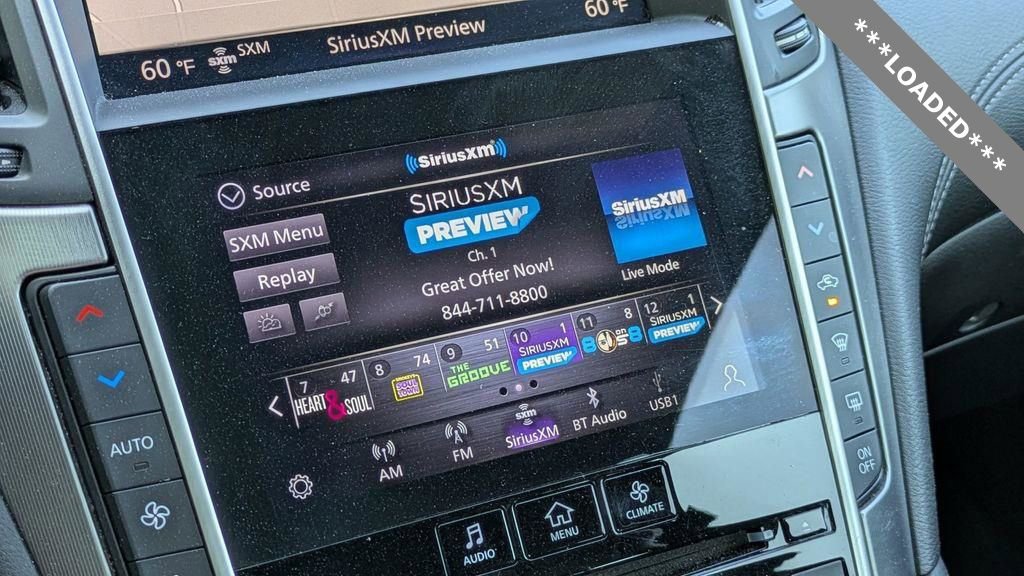 60 °F
sxm
SXM
SiriusXM Preview
60 °F
***LOADED***
((SiriusXM))
Source
SIRIUSXM
PREVIEW
SiriusXM
SXM Menu
Ch. 1
Replay
Great Offer Now!
Live Mode
844-711-8800
7 47
HEART & SOUL
8 74
SOUL
TOWN
9 51
THE
GROOVE
10 1
SIRIUSXM
PREVIEW
11 8
80s on 8
12 1
SIRIUSXM
PREVIEW
AM
FM
sxm
SiriusXM
BT Audio
USB1
AUTO
ON
OFF
AUDIO
MENU
CLIMATE